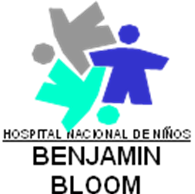 HOSPITAL NACIONAL DE NIÑOS
BENJAMIN
BLOOM